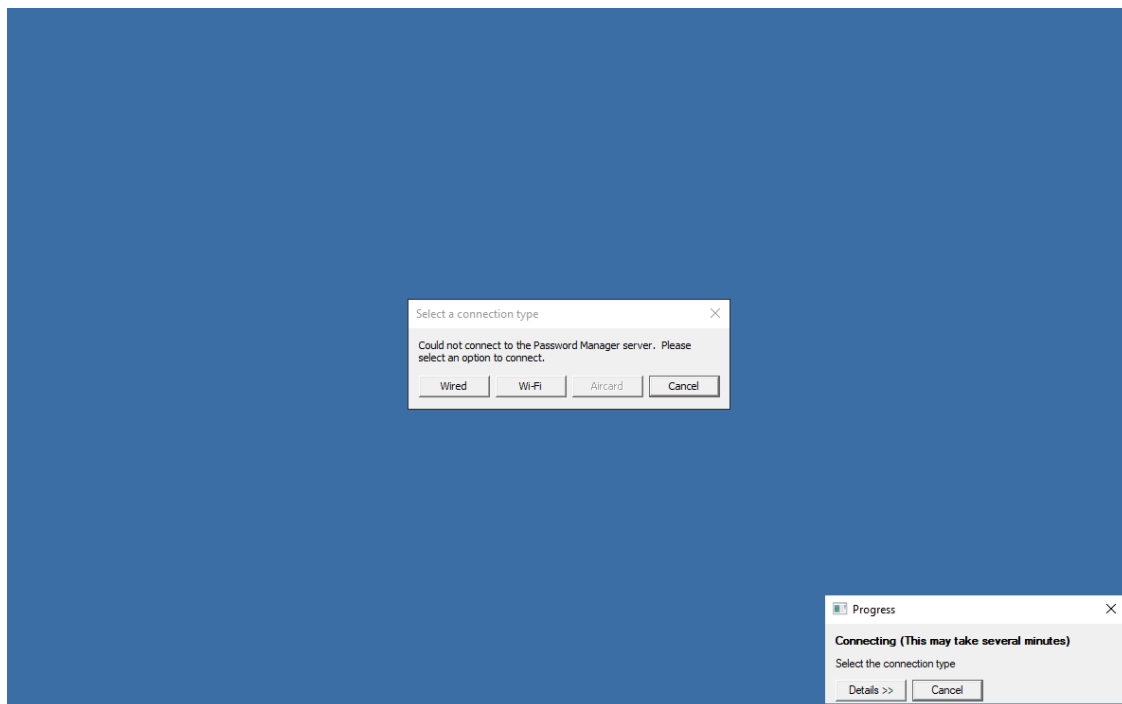 Select a connection type
Could not connect to the Password Manager server.  Please
select an option to connect.
Wired Wi-Fi Aircard Cancel
Progress
Connecting (This may take several minutes)
Select the connection type
Details >> Cancel